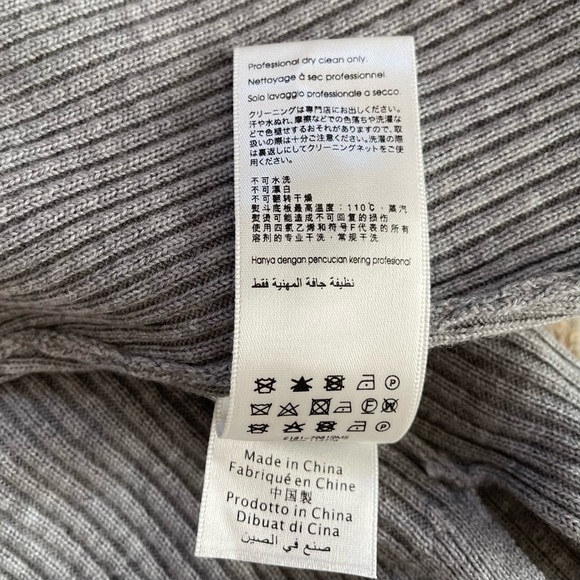 Professional dry clean only.
Nettoyage à sec professionnel.
Solo lavaggio professionale a secco.
クリーニングは専門店にお出しください。
汗や水ぬれ、摩擦などでの色落ちや洗濯な
どで色褪せするおそれがありますので、取
扱いの際は十分ご注意ください。洗濯の際
は裏返しにしてクリーニングネットをご使
用ください。
不可水洗
不可漂白
不可翻转干燥
熨斗底板最高温度：110℃，蒸汽
熨烫可能造成不可回复的损伤
使用四氯乙烯和符号F代表的所有
溶剂的专业干洗，常规干洗
Hanya dengan pencucian kering profesional
نظيفة جافة المهنية فقط
Made in China
Fabriqué en Chine
中国製
Prodotto in China
Dibuat di Cina
صنع في الصين